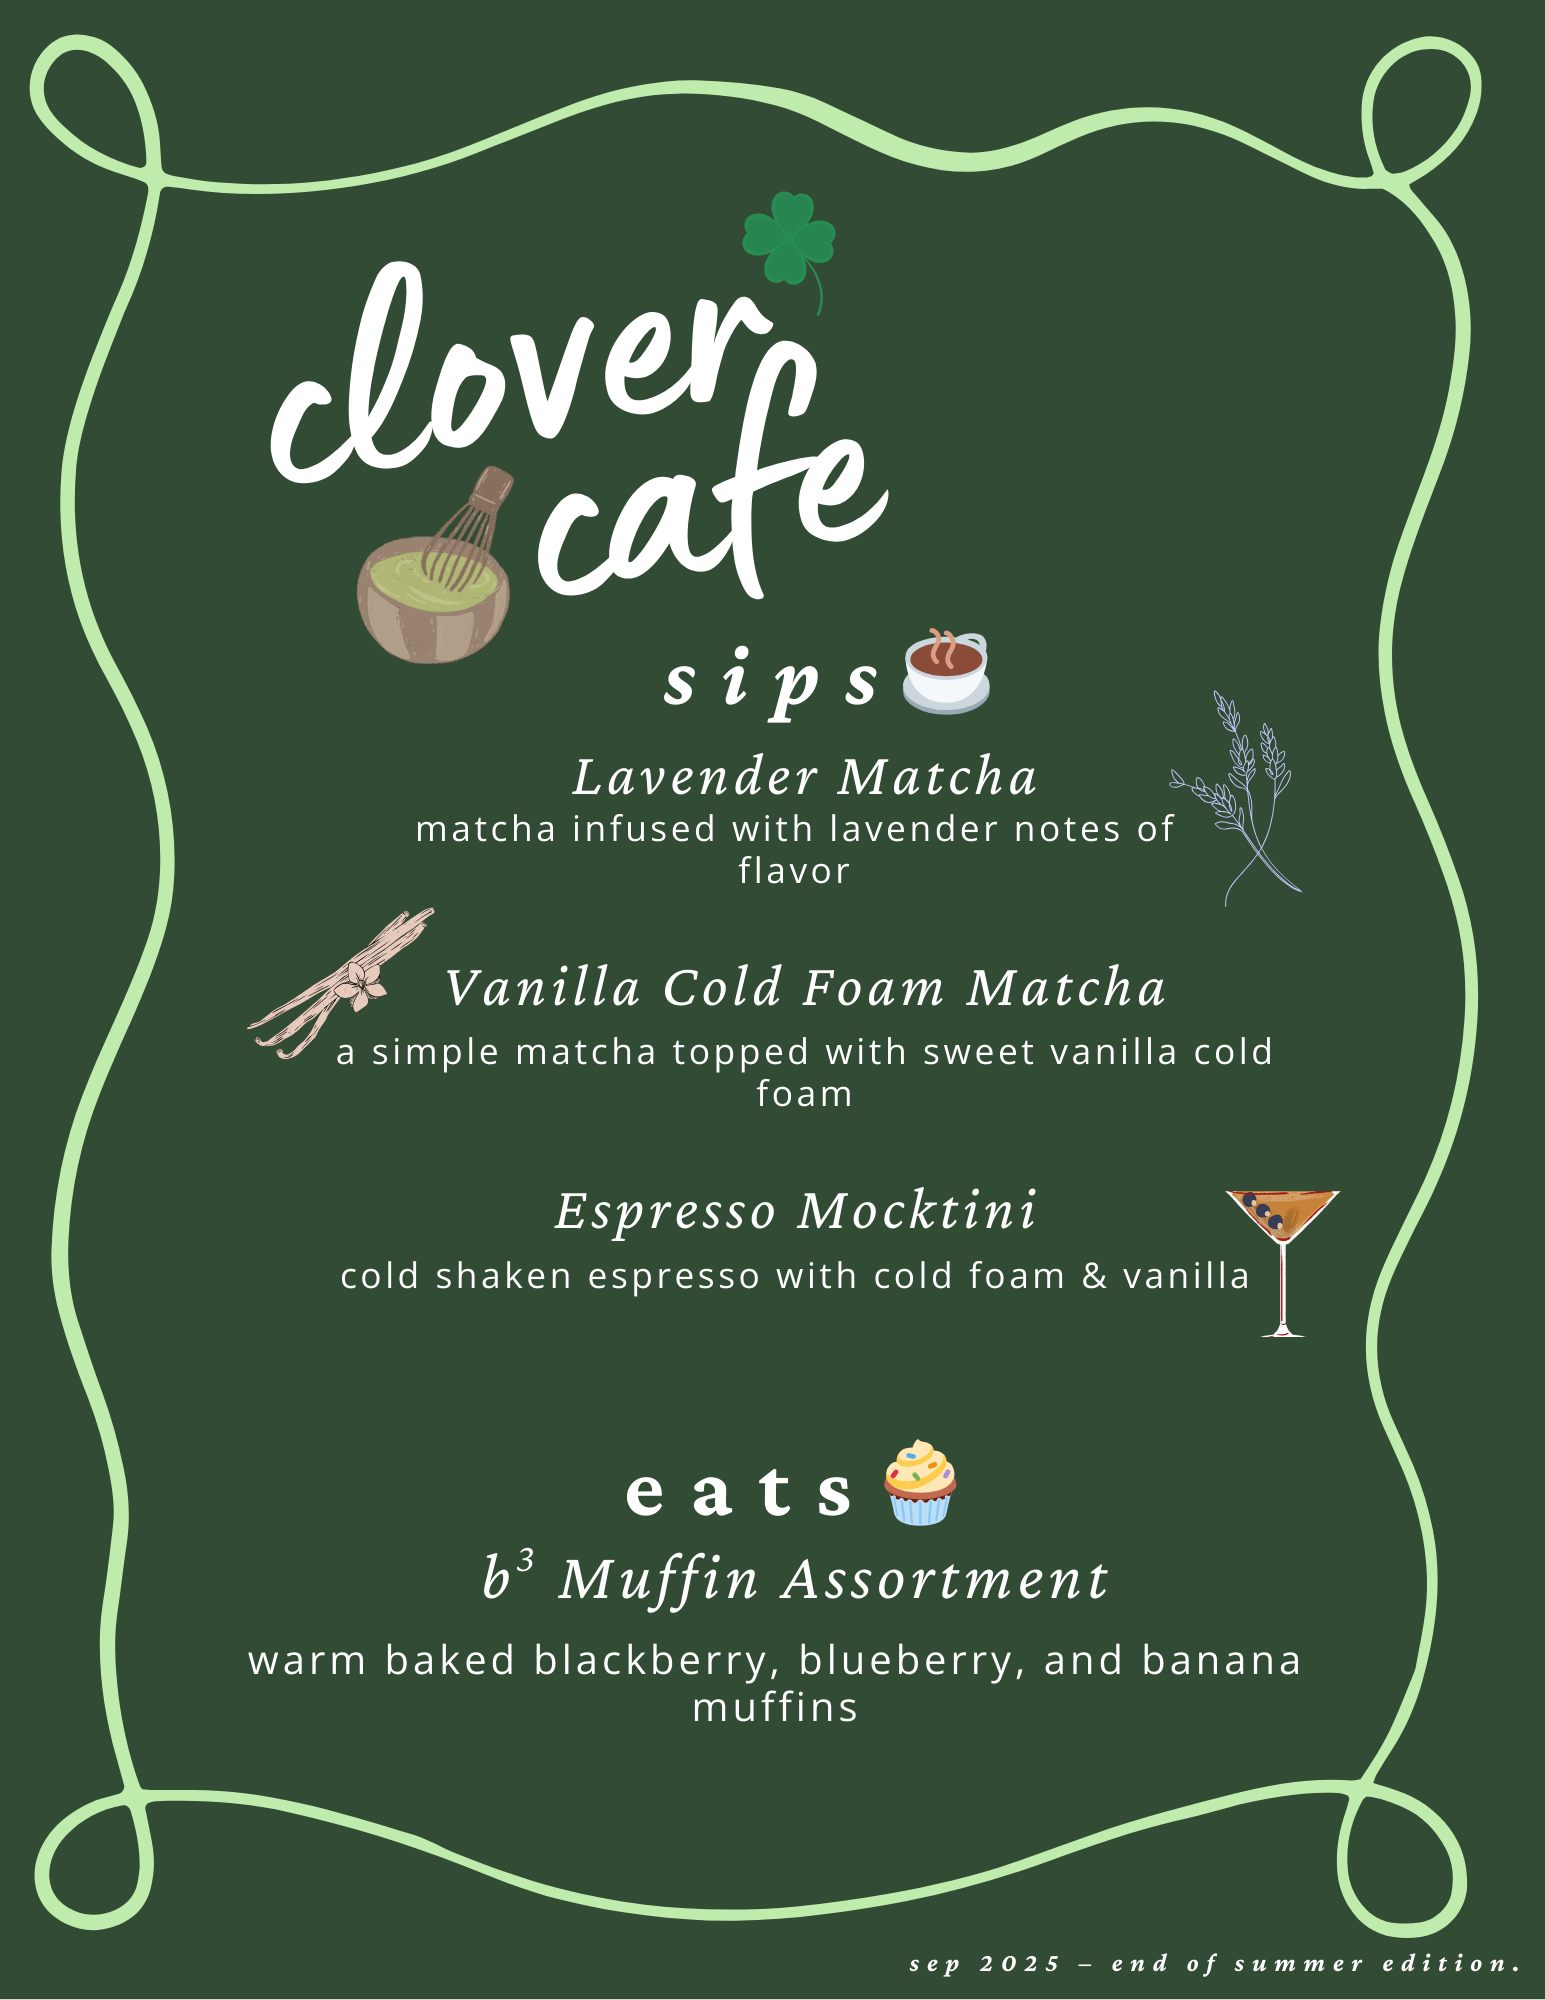 clover
cafe
sips
Lavender Matcha
matcha infused with lavender notes of
flavor
Vanilla Cold Foam Matcha
a simple matcha topped with sweet vanilla cold
foam
Espresso Mocktini
cold shaken espresso with cold foam & vanilla
eats
b³ Muffin Assortment
warm baked blackberry, blueberry, and banana
muffins
sep 2025 – end of summer edition.